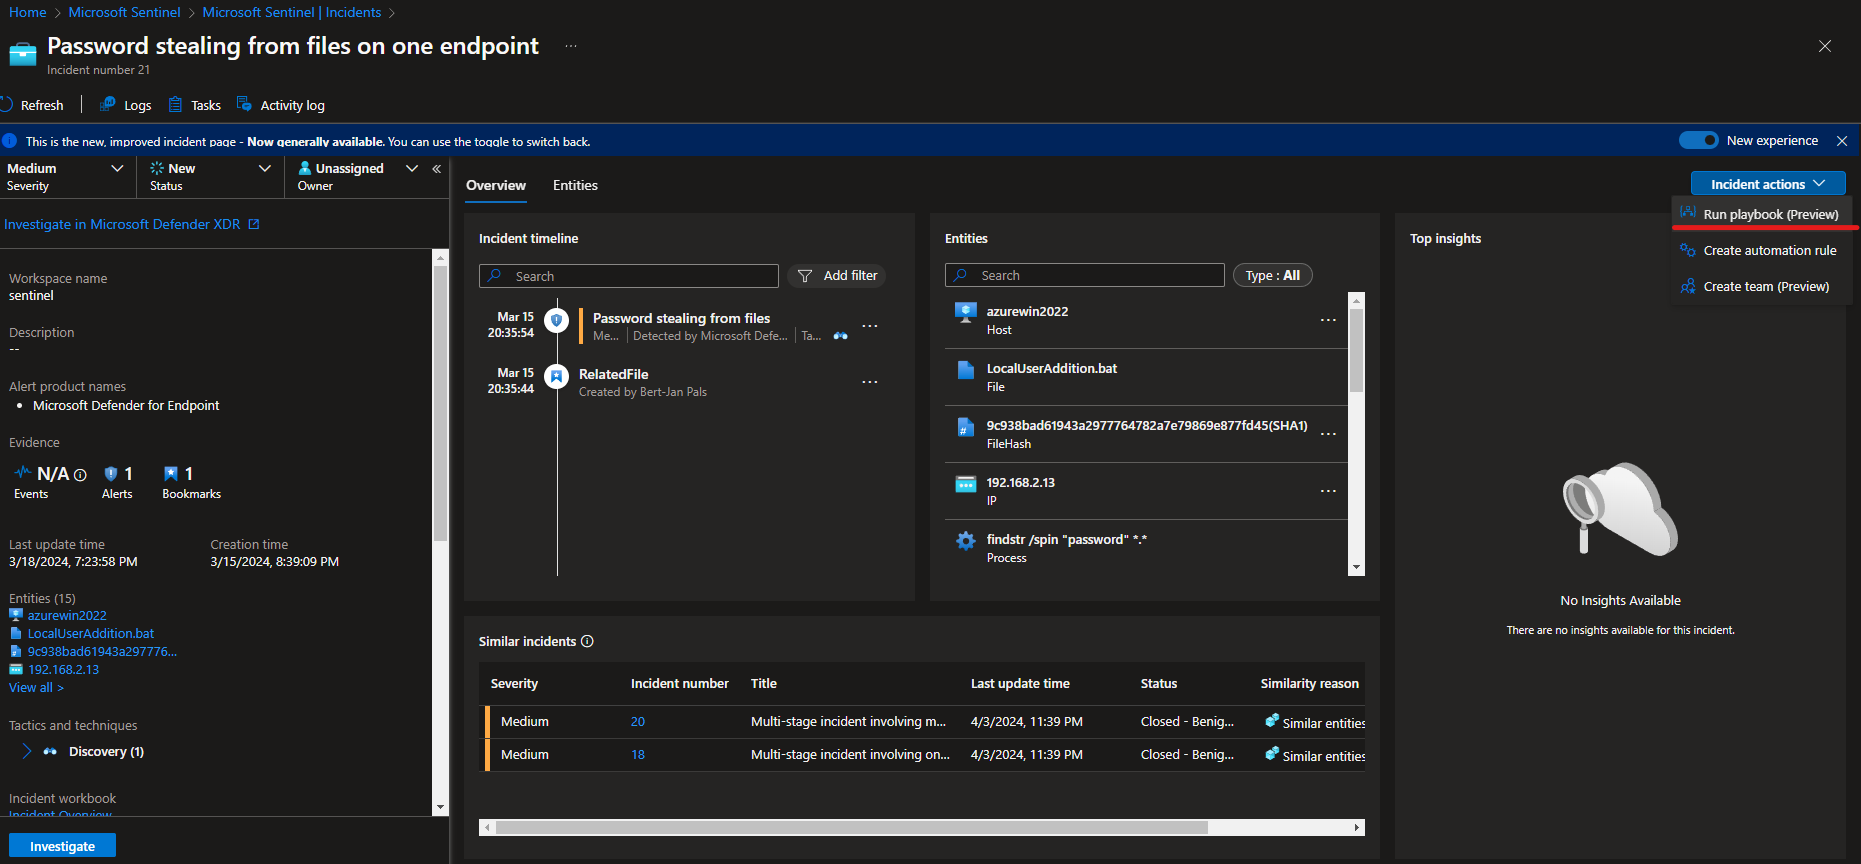 Home > Microsoft Sentinel > Microsoft Sentinel | Incidents >
Password stealing from files on one endpoint ...
Incident number 21
Refresh | Logs Tasks Activity log
This is the new, improved incident page - Now generally available. You can use the toggle to switch back.
New experience
Medium
Severity
New
Status
Unassigned
Owner
«
Investigate in Microsoft Defender XDR
Workspace name
sentinel
Description
--
Alert product names
• Microsoft Defender for Endpoint
Evidence
N/A
Events
1
Alerts
1
Bookmarks
Last update time
3/18/2024, 7:23:58 PM
Creation time
3/15/2024, 8:39:09 PM
Entities (15)
azurewin2022
LocalUserAddition.bat
9c938bad61943a297776...
192.168.2.13
View all >
Tactics and techniques
Discovery (1)
Incident workbook
Incident Overview
Investigate
Overview
Entities
Incident actions
Run playbook (Preview)
Create automation rule
Create team (Preview)
Incident timeline
Search
Add filter
Mar 15
20:35:54
Password stealing from files
Me... | Detected by Microsoft Defe... | Ta...
...
Mar 15
20:35:44
RelatedFile
Created by Bert-Jan Pals
...
Entities
Search
Type : All
azurewin2022
Host
...
LocalUserAddition.bat
File
9c938bad61943a2977764782a7e79869e877fd45(SHA1)
FileHash
...
192.168.2.13
IP
...
findstr /spin "password" *.*
Process
Top insights
No Insights Available
There are no insights available for this incident.
Similar incidents
Severity Incident number Title Last update time Status Similarity reason
Medium 20 Multi-stage incident involving m... 4/3/2024, 11:39 PM Closed - Benig... Similar entities
Medium 18 Multi-stage incident involving on... 4/3/2024, 11:39 PM Closed - Benig... Similar entities